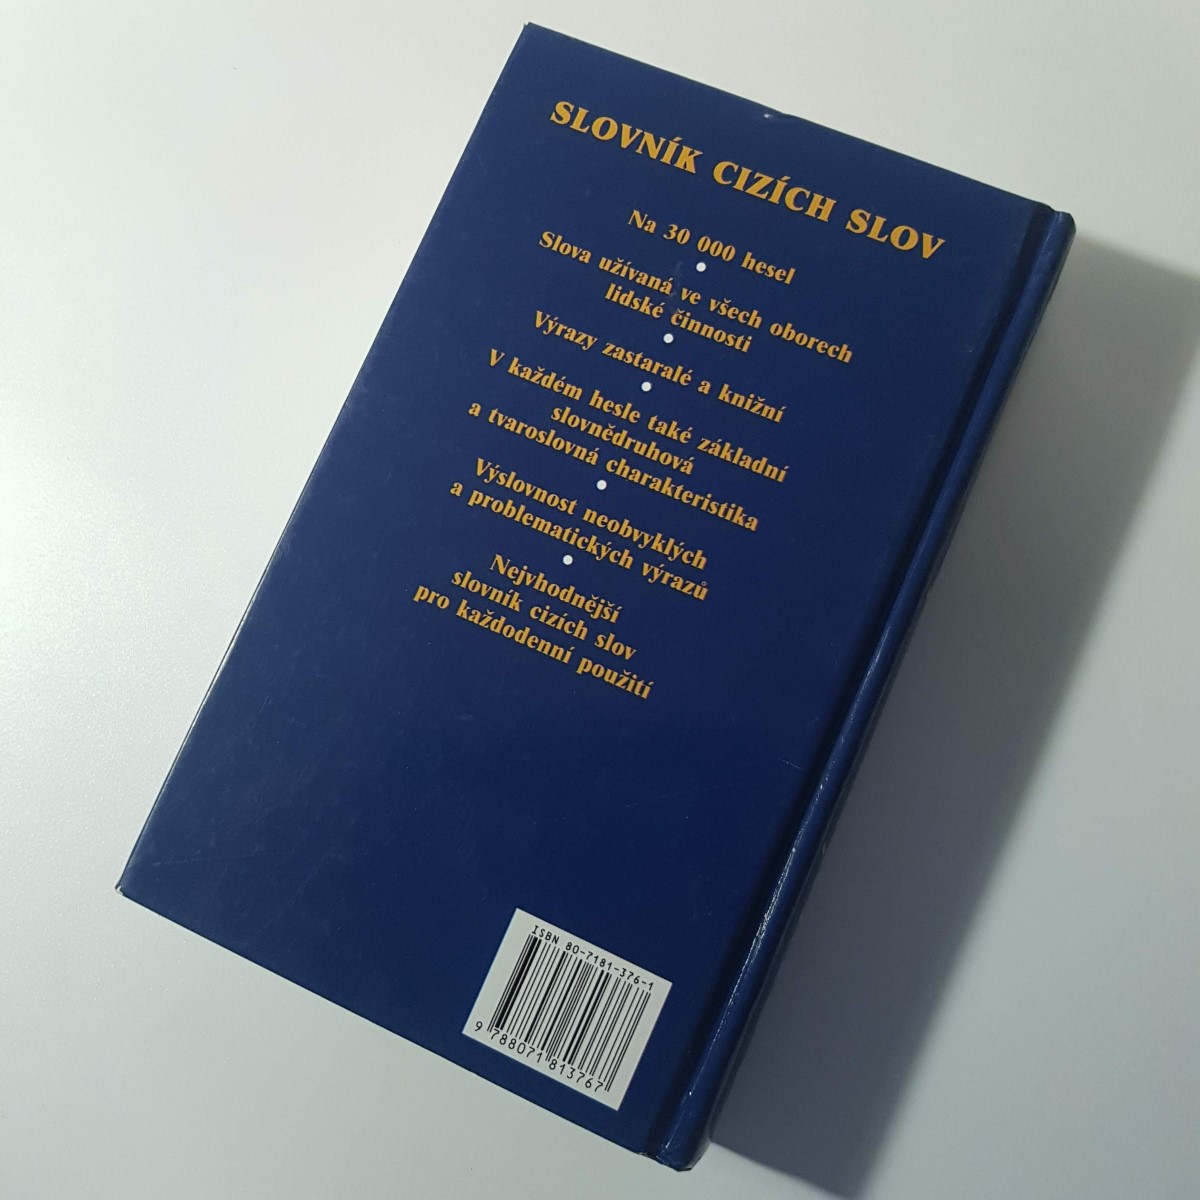 SLOVNÍK CIZÍCH SLOV
Na 30 000 hesel
Slova užívaná ve všech oborech
lidské činnosti
Výrazy zastaralé a knižní
V každém hesle také základní
slovnědruhová
a tvaroslovná charakteristika
Výslovnost neobvyklých
a problematických výrazů
Nejvhodnější
slovník cizích slov
pro každodenní použití
ISBN 80-7181-376-1
9 788071 813767